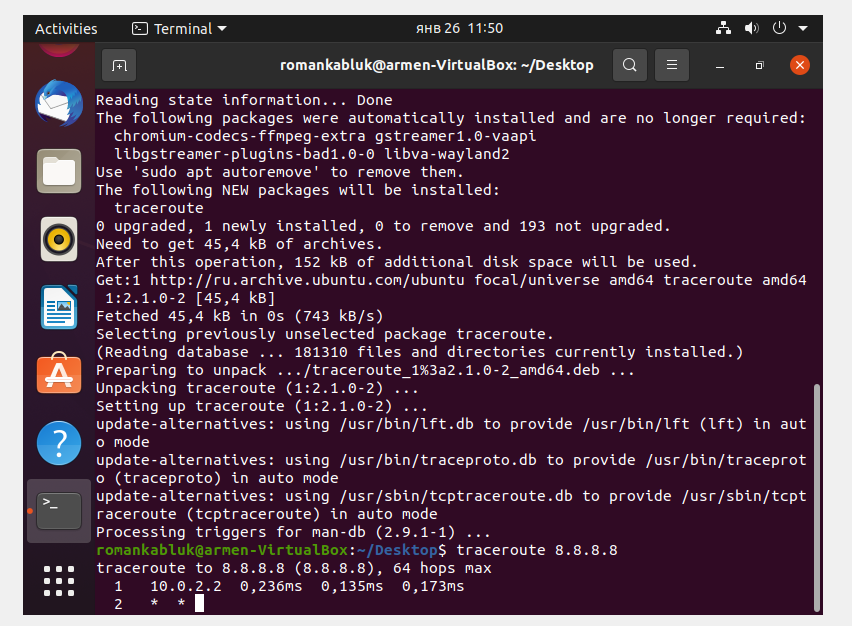 Activities
Terminal
янв 26 11:50
romankabluk@armen-VirtualBox: ~/Desktop
Reading state information... Done
The following packages were automatically installed and are no longer required:
  chromium-codecs-ffmpeg-extra gstreamer1.0-vaapi
  libgstreamer-plugins-bad1.0-0 libva-wayland2
Use 'sudo apt autoremove' to remove them.
The following NEW packages will be installed:
  traceroute
0 upgraded, 1 newly installed, 0 to remove and 193 not upgraded.
Need to get 45,4 kB of archives.
After this operation, 152 kB of additional disk space will be used.
Get:1 http://ru.archive.ubuntu.com/ubuntu focal/universe amd64 traceroute amd64
 1:2.1.0-2 [45,4 kB]
Fetched 45,4 kB in 0s (743 kB/s)
Selecting previously unselected package traceroute.
(Reading database ... 181310 files and directories currently installed.)
Preparing to unpack .../traceroute_1%3a2.1.0-2_amd64.deb ...
Unpacking traceroute (1:2.1.0-2) ...
Setting up traceroute (1:2.1.0-2) ...
update-alternatives: using /usr/bin/lft.db to provide /usr/bin/lft (lft) in aut
o mode
update-alternatives: using /usr/bin/traceproto.db to provide /usr/bin/traceprot
o (traceproto) in auto mode
update-alternatives: using /usr/sbin/tcptraceroute.db to provide /usr/sbin/tcpt
raceroute (tcptraceroute) in auto mode
Processing triggers for man-db (2.9.1-1) ...
romankabluk@armen-VirtualBox:~/Desktop$ traceroute 8.8.8.8
traceroute to 8.8.8.8 (8.8.8.8), 64 hops max
  1   10.0.2.2  0,236ms  0,135ms  0,173ms
  2   *  *